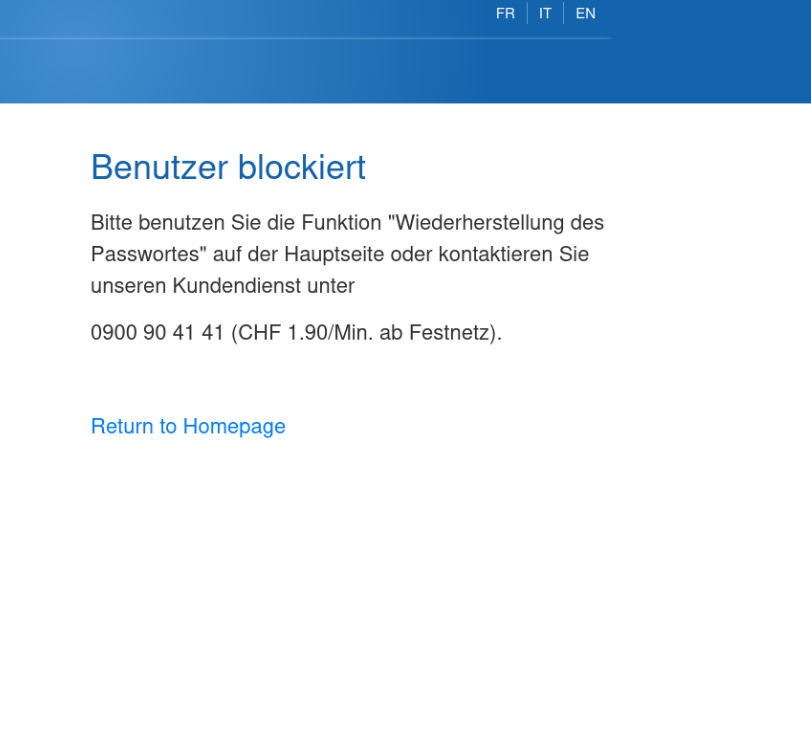 FR IT EN
Benutzer blockiert
Bitte benutzen Sie die Funktion "Wiederherstellung des
Passwortes" auf der Hauptseite oder kontaktieren Sie
unseren Kundendienst unter
0900 90 41 41 (CHF 1.90/Min. ab Festnetz).
Return to Homepage